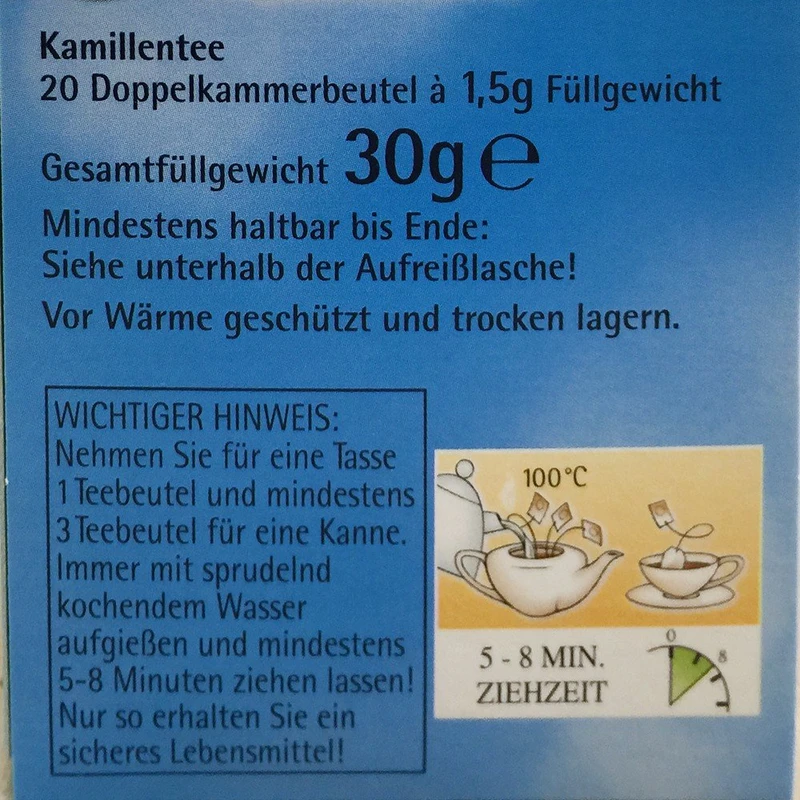 Kamillentee
20 Doppelkammerbeutel à 1,5g Füllgewicht
Gesamtfüllgewicht 30g ℮
Mindestens haltbar bis Ende:
Siehe unterhalb der Aufreißlasche!
Vor Wärme geschützt und trocken lagern.
WICHTIGER HINWEIS:
Nehmen Sie für eine Tasse
1 Teebeutel und mindestens
3 Teebeutel für eine Kanne.
Immer mit sprudelnd
kochendem Wasser
aufgießen und mindestens
5-8 Minuten ziehen lassen!
Nur so erhalten Sie ein
sicheres Lebensmittel!
100°C
5 - 8 MIN.
ZIEHZEIT
0
8